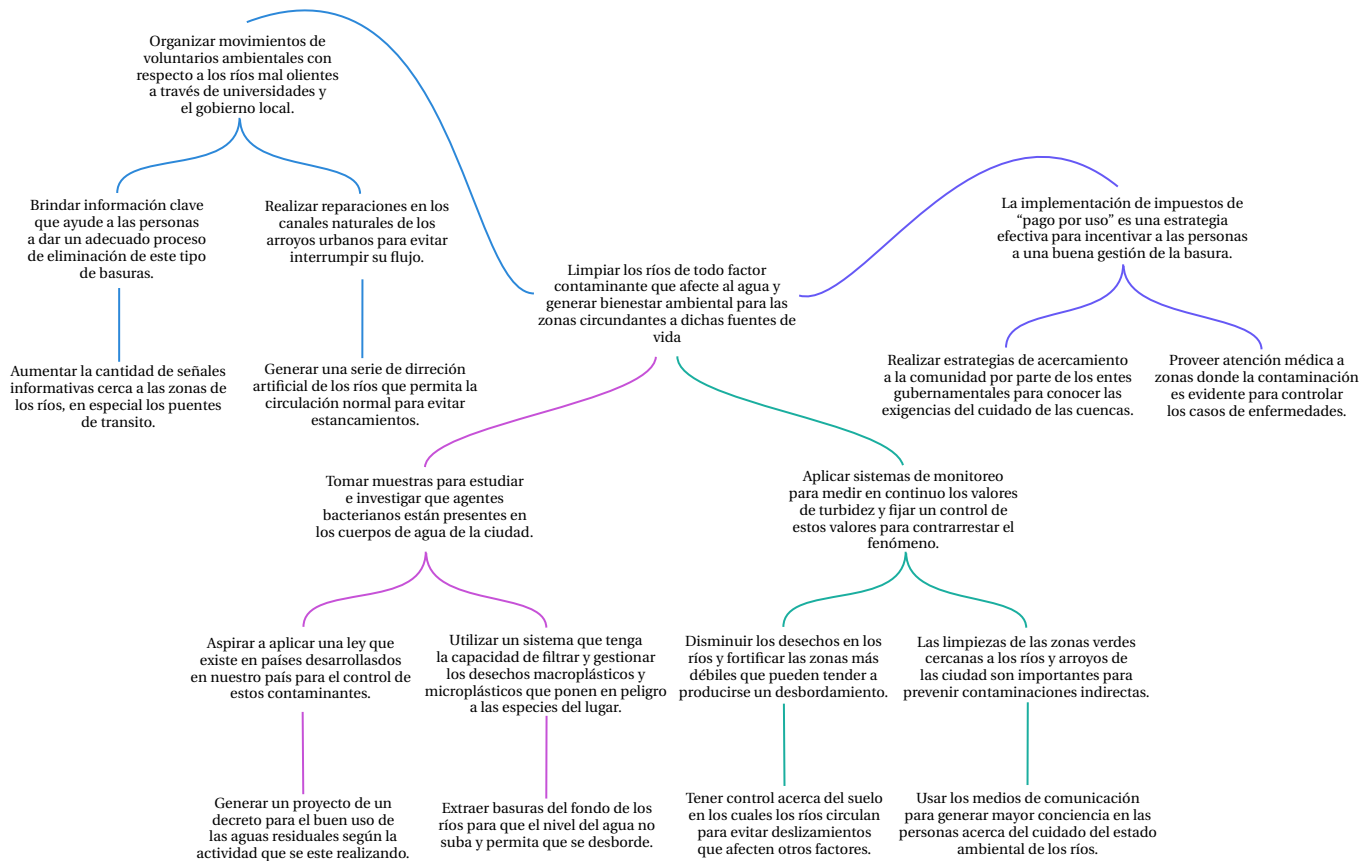 Organizar movimientos de
voluntarios ambientales con
respecto a los ríos mal olientes
a través de universidades y
el gobierno local.
Brindar información clave
que ayude a las personas
a dar un adecuado proceso
de eliminación de este tipo
de basuras.
Realizar reparaciones en los
canales naturales de los
arroyos urbanos para evitar
interrumpir su flujo.
Aumentar la cantidad de señales
informativas cerca a las zonas de
los ríos, en especial los puentes
de transito.
Generar una serie de dirreción
artificial de los ríos que permita la
circulación normal para evitar
estancamientos.
Limpiar los ríos de todo factor
contaminante que afecte al agua y
generar bienestar ambiental para las
zonas circundantes a dichas fuentes de
vida
La implementación de impuestos de
“pago por uso” es una estrategia
efectiva para incentivar a las personas
a una buena gestión de la basura.
Realizar estrategias de acercamiento
a la comunidad por parte de los entes
gubernamentales para conocer las
exigencias del cuidado de las cuencas.
Proveer atención médica a
zonas donde la contaminación
es evidente para controlar
los casos de enfermedades.
Tomar muestras para estudiar
e investigar que agentes
bacterianos están presentes en
los cuerpos de agua de la ciudad.
Aplicar sistemas de monitoreo
para medir en continuo los valores
de turbidez y fijar un control de
estos valores para contrarrestar el
fenómeno.
Aspirar a aplicar una ley que
existe en países desarrollasdos
en nuestro país para el control de
estos contaminantes.
Utilizar un sistema que tenga
la capacidad de filtrar y gestionar
los desechos macroplásticos y
microplásticos que ponen en peligro
a las especies del lugar.
Disminuir los desechos en los
ríos y fortificar las zonas más
débiles que pueden tender a
producirse un desbordamiento.
Las limpiezas de las zonas verdes
cercanas a los ríos y arroyos de
las ciudad son importantes para
prevenir contaminaciones indirectas.
Generar un proyecto de un
decreto para el buen uso de
las aguas residuales según la
actividad que se este realizando.
Extraer basuras del fondo de los
ríos para que el nivel del agua no
suba y permita que se desborde.
Tener control acerca del suelo
en los cuales los ríos circulan
para evitar deslizamientos
que afecten otros factores.
Usar los medios de comunicación
para generar mayor conciencia en las
personas acerca del cuidado del estado
ambiental de los ríos.